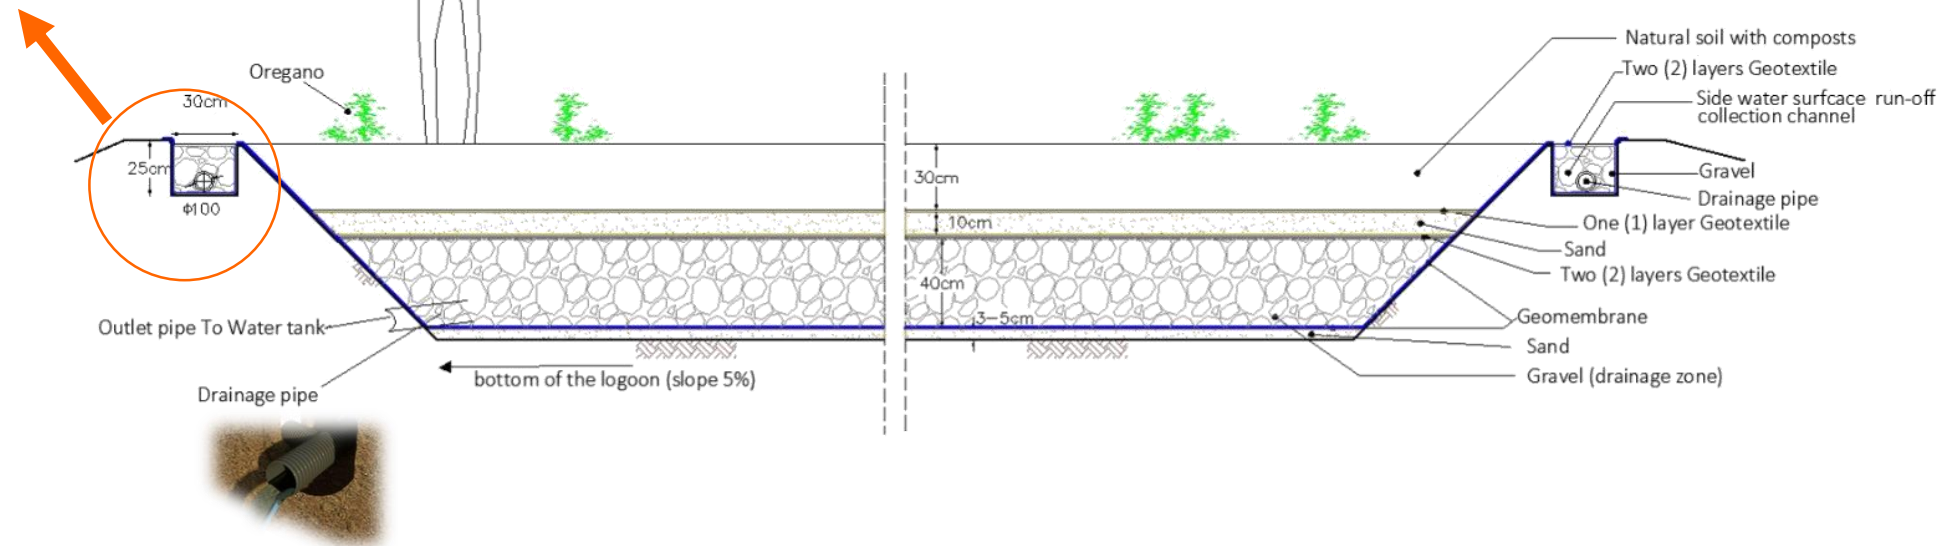 Natural soil with composts
Oregano
Two (2) layers Geotextile
30cm
Side water surfcace run-off
collection channel
25cm
30cm
Gravel
Drainage pipe
Φ100
10cm
One (1) layer Geotextile
Sand
Two (2) layers Geotextile
40cm
3-5cm
Geomembrane
Outlet pipe To Water tank
Sand
bottom of the logoon (slope 5%)
Gravel (drainage zone)
Drainage pipe